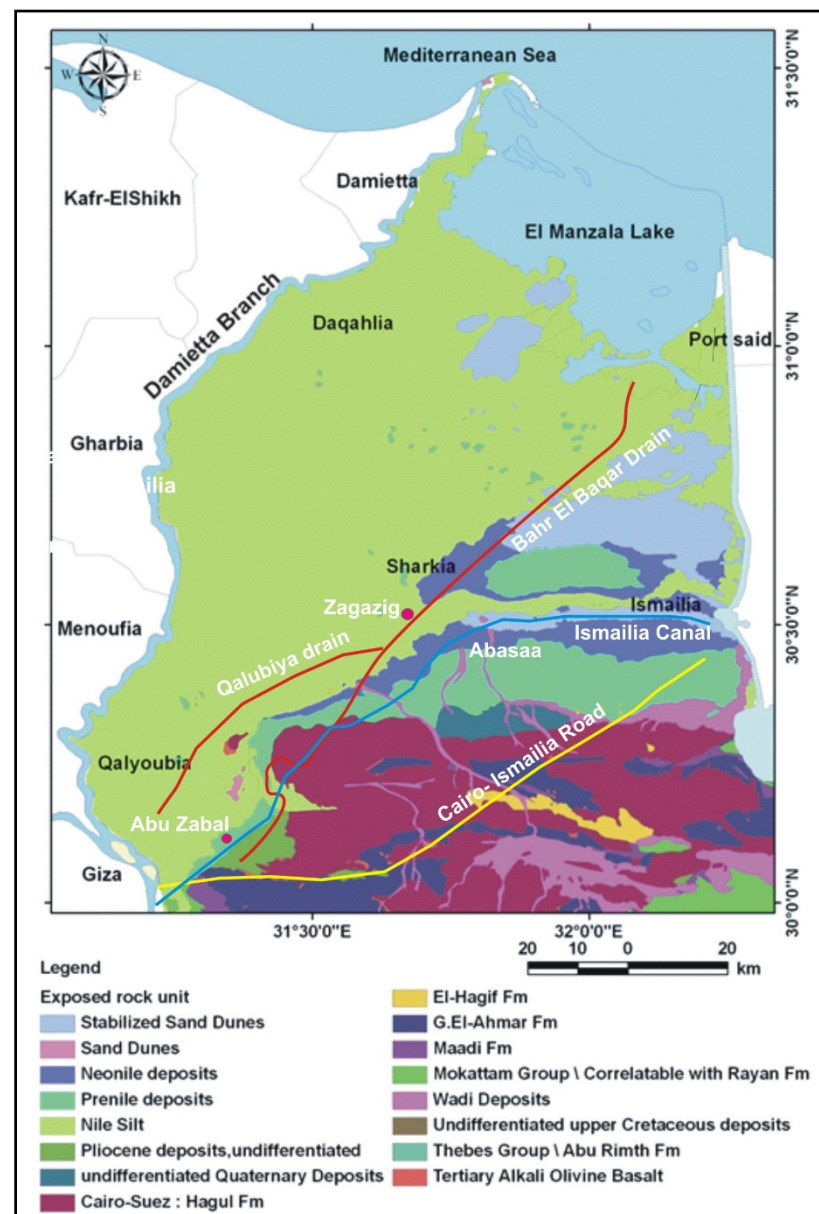 N
W
E
S
Mediterranean Sea
31°30'0"N
Damietta
Kafr-ElShikh
El Manzala Lake
Damietta Branch
Daqahlia
Port said
31°0'0"N
Gharbia
ilia
Bahr El Baqar Drain
Sharkia
Zagazig
Ismailia
30°30'0"N
Menoufia
Ismailia Canal
Abasaa
Qalubiya drain
Cairo- Ismailia Road
Qalyoubia
Abu Zabal
Giza
30°0'0"N
31°30'0"E
32°0'0"E
20 10 0 20
km
Legend
Exposed rock unit
Stabilized Sand Dunes
Sand Dunes
Neonile deposits
Prenile deposits
Nile Silt
Pliocene deposits,undifferentiated
undifferentiated Quaternary Deposits
Cairo-Suez : Hagul Fm
El-Hagif Fm
G.El-Ahmar Fm
Maadi Fm
Mokattam Group \ Correlatable with Rayan Fm
Wadi Deposits
Undifferentiated upper Cretaceous deposits
Thebes Group \ Abu Rimth Fm
Tertiary Alkali Olivine Basalt